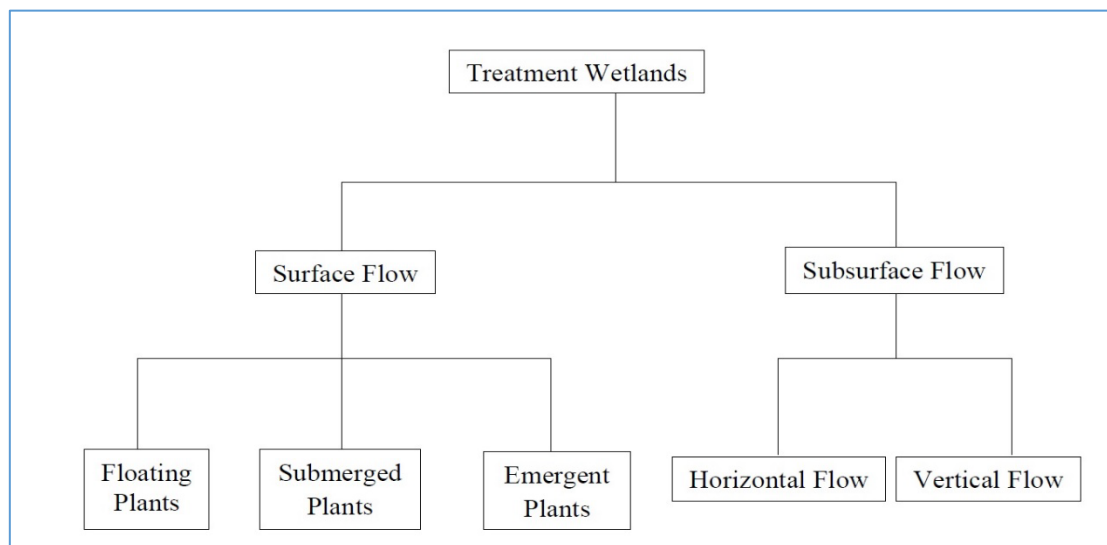 Treatment Wetlands
Surface Flow
Subsurface Flow
Floating
Plants
Submerged
Plants
Emergent
Plants
Horizontal Flow
Vertical Flow